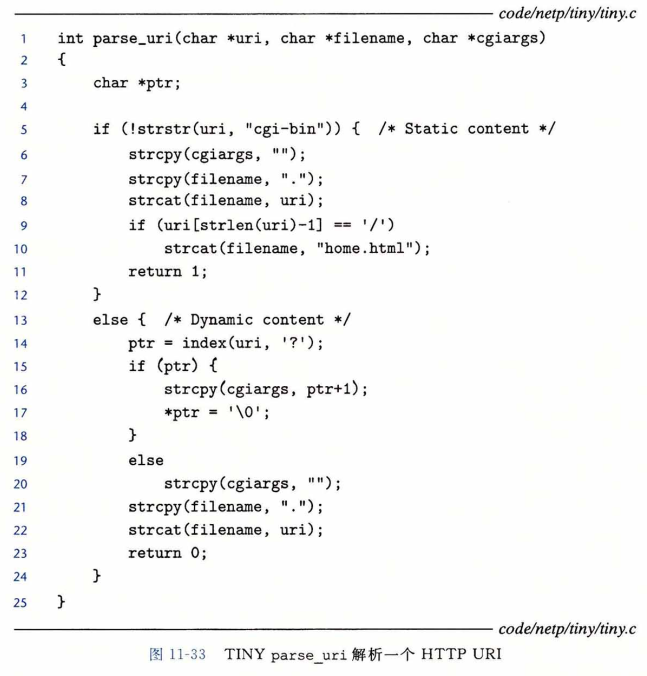 code/netp/tiny/tiny.c
1 int parse_uri(char *uri, char *filename, char *cgiargs)
2 {
3     char *ptr;
4
5     if (!strstr(uri, "cgi-bin")) {  /* Static content */
6         strcpy(cgiargs, "");
7         strcpy(filename, ".");
8         strcat(filename, uri);
9         if (uri[strlen(uri)-1] == '/')
10             strcat(filename, "home.html");
11         return 1;
12     }
13     else {  /* Dynamic content */
14         ptr = index(uri, '?');
15         if (ptr) {
16             strcpy(cgiargs, ptr+1);
17             *ptr = '\0';
18         }
19         else
20             strcpy(cgiargs, "");
21         strcpy(filename, ".");
22         strcat(filename, uri);
23         return 0;
24     }
25 }
code/netp/tiny/tiny.c
图 11-33 TINY parse_uri 解析一个 HTTP URI